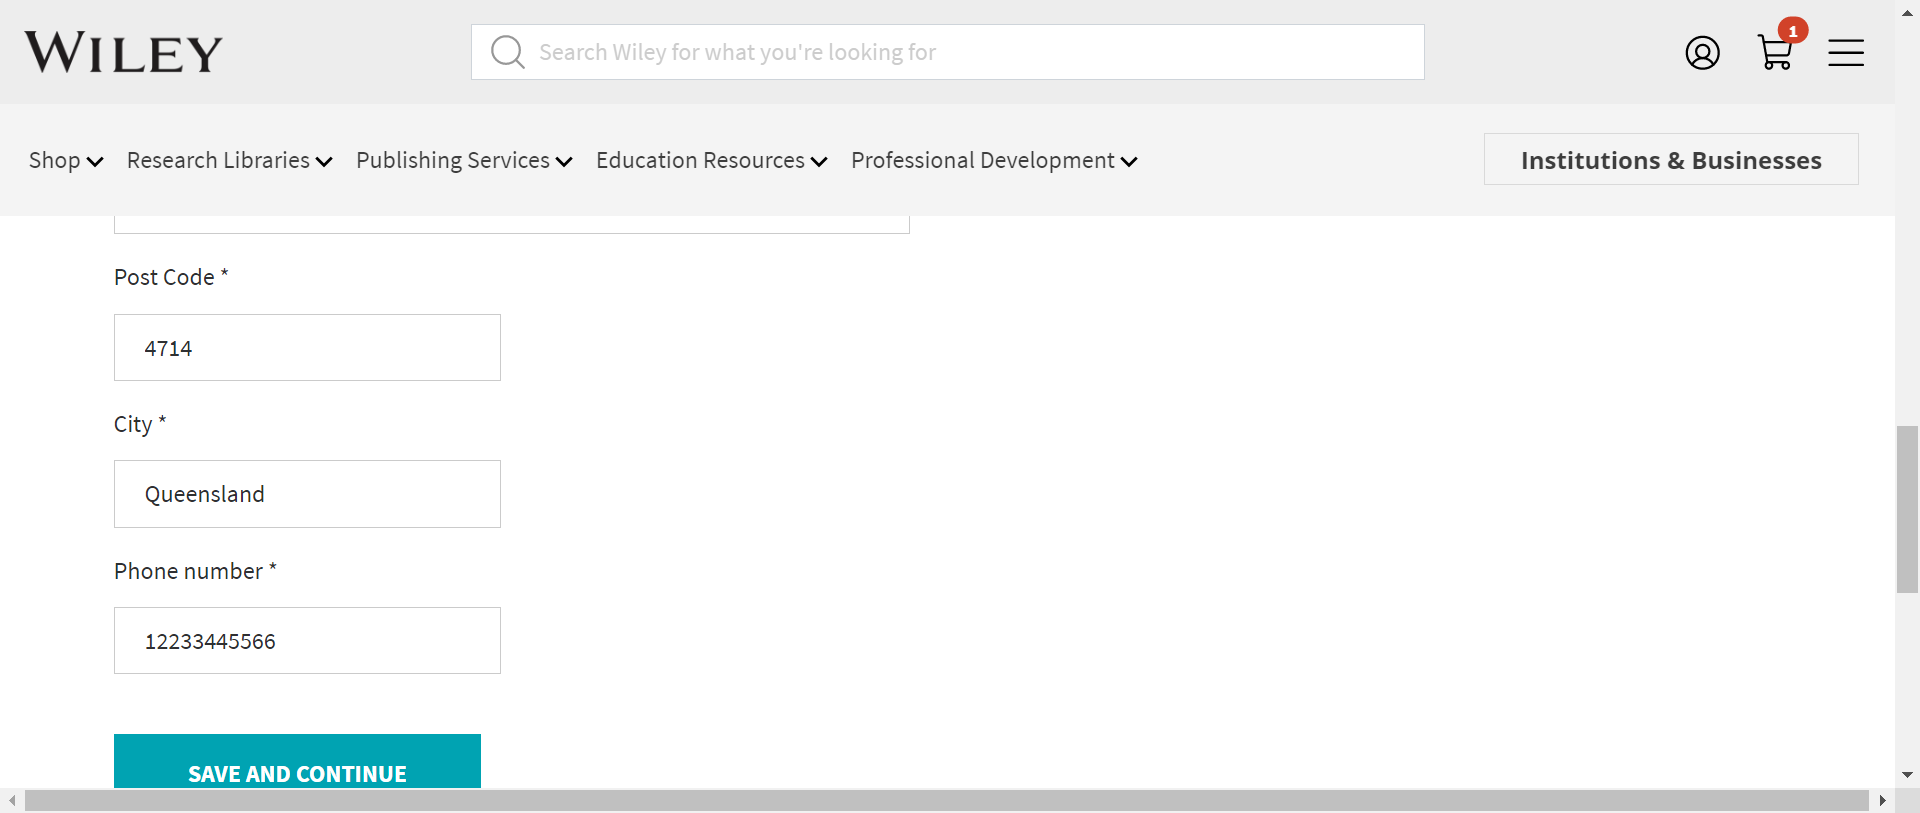 WILEY
Search Wiley for what you're looking for
1
Shop
Research Libraries
Publishing Services
Education Resources
Professional Development
Institutions & Businesses
Post Code *
4714
City *
Queensland
Phone number *
12233445566
SAVE AND CONTINUE